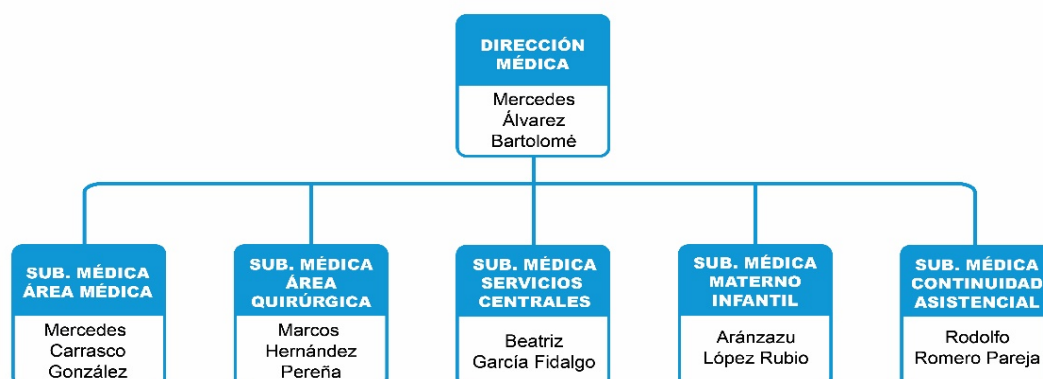 DIRECCIÓN
MÉDICA
Mercedes
Álvarez
Bartolomé
SUB. MÉDICA
ÁREA MÉDICA
Mercedes
Carrasco
González
SUB. MÉDICA
ÁREA
QUIRÚRGICA
Marcos
Hernández
Pereña
SUB. MÉDICA
SERVICIOS
CENTRALES
Beatriz
García Fidalgo
SUB. MÉDICA
MATERNO
INFANTIL
Aránzazu
López Rubio
SUB. MÉDICA
CONTINUIDAD
ASISTENCIAL
Rodolfo
Romero Pareja